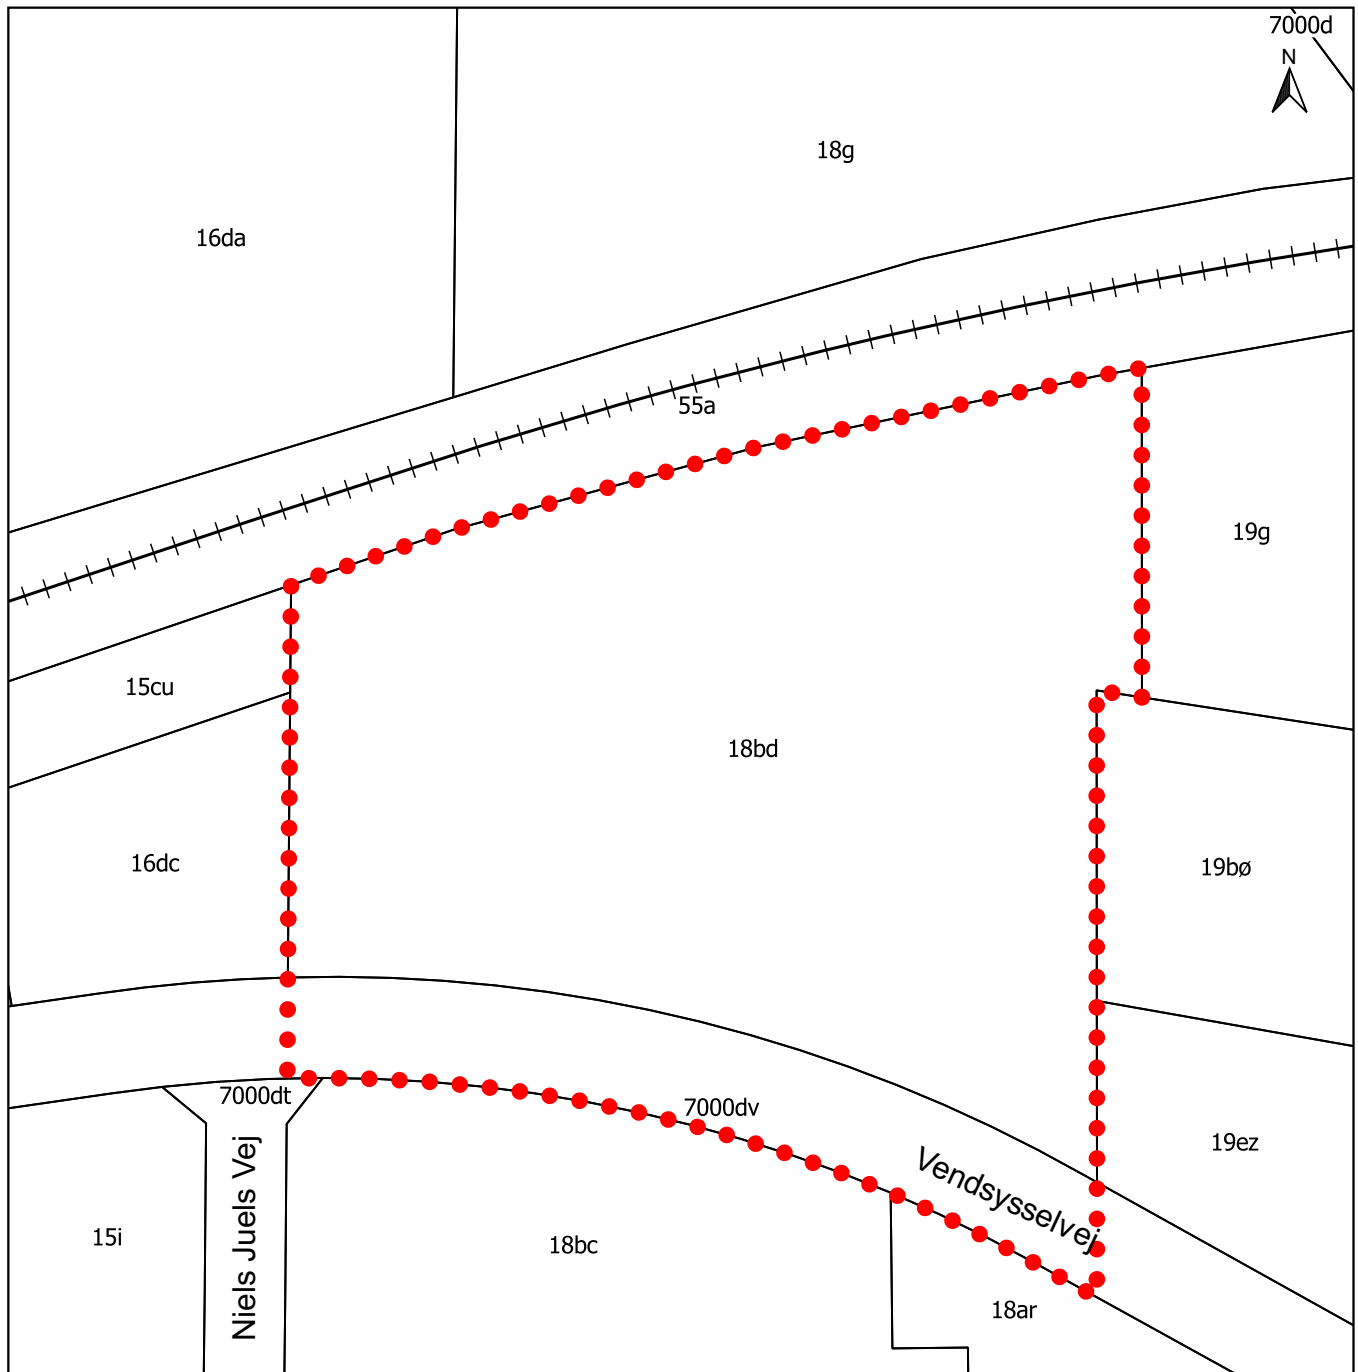 7000d
N
18g
16da
55a
19g
15cu
18bd
16dc
19bø
7000dt
7000dv
19ez
Vendsysselvej
Niels Juels Vej
15i
18bc
18ar